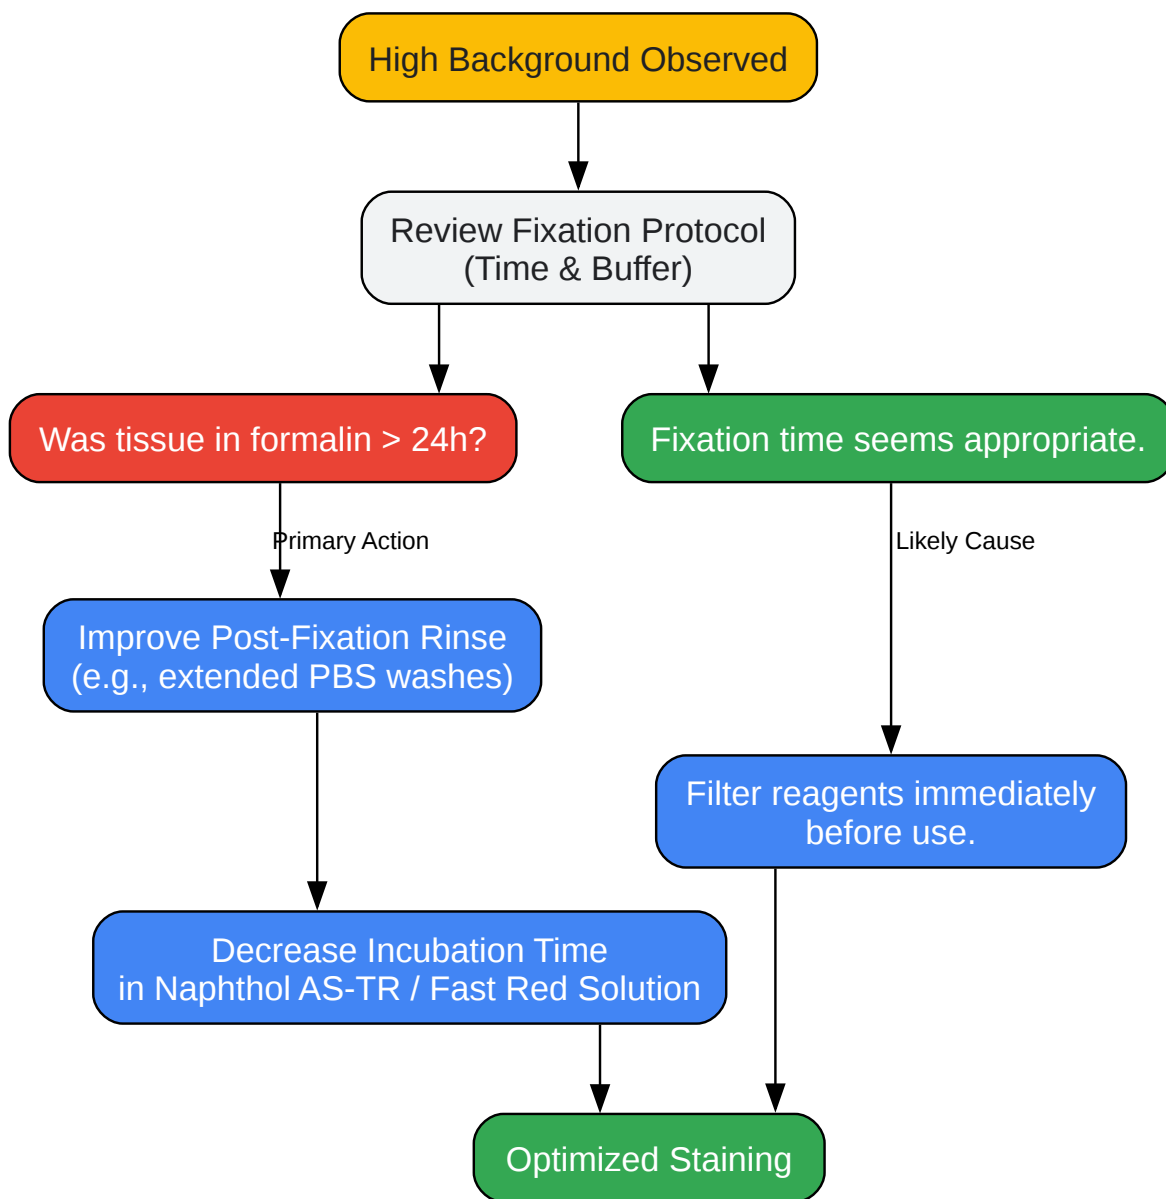 High Background Observed
Review Fixation Protocol
(Time & Buffer)
Was tissue in formalin > 24h?
Fixation time seems appropriate.
Primary Action
Likely Cause
Improve Post-Fixation Rinse
(e.g., extended PBS washes)
Filter reagents immediately
before use.
Decrease Incubation Time
in Naphthol AS-TR / Fast Red Solution
Optimized Staining